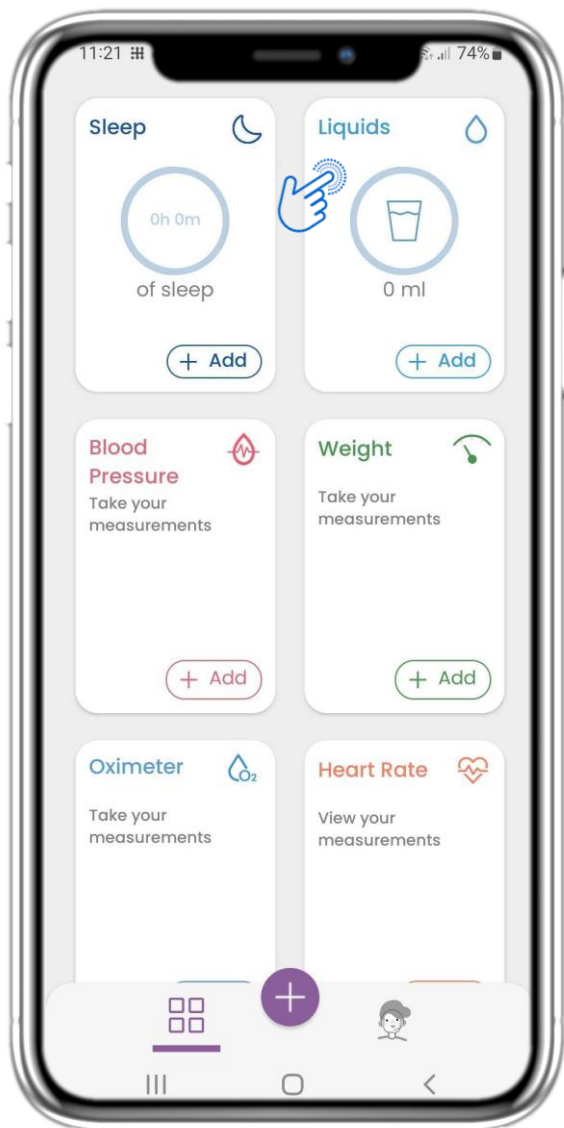 11:21
74%
Sleep
0h 0m
of sleep
+ Add
Liquids
0 ml
+ Add
Blood
Pressure
Take your
measurements
+ Add
Weight
Take your
measurements
+ Add
Oximeter
O2
Take your
measurements
Heart Rate
View your
measurements